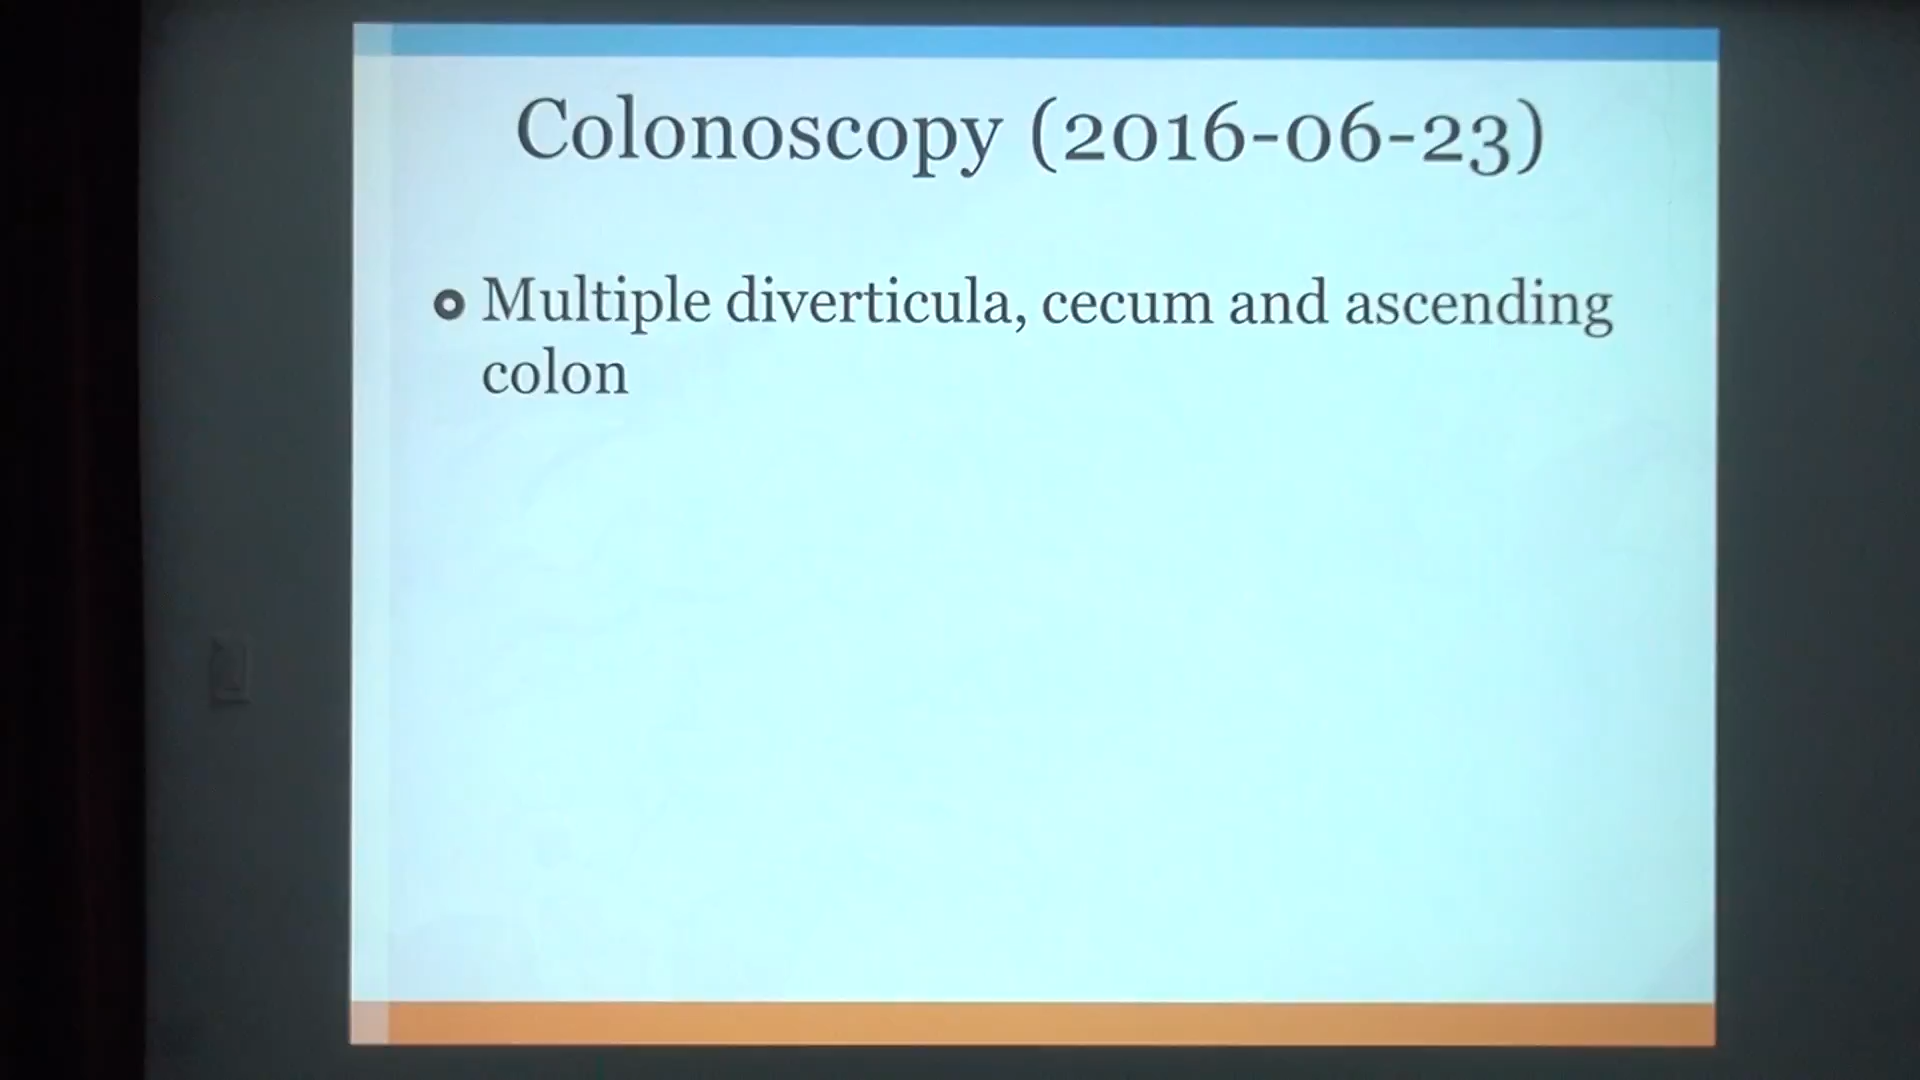 Colonoscopy (2016-06-23)
Multiple diverticula, cecum and ascending
colon